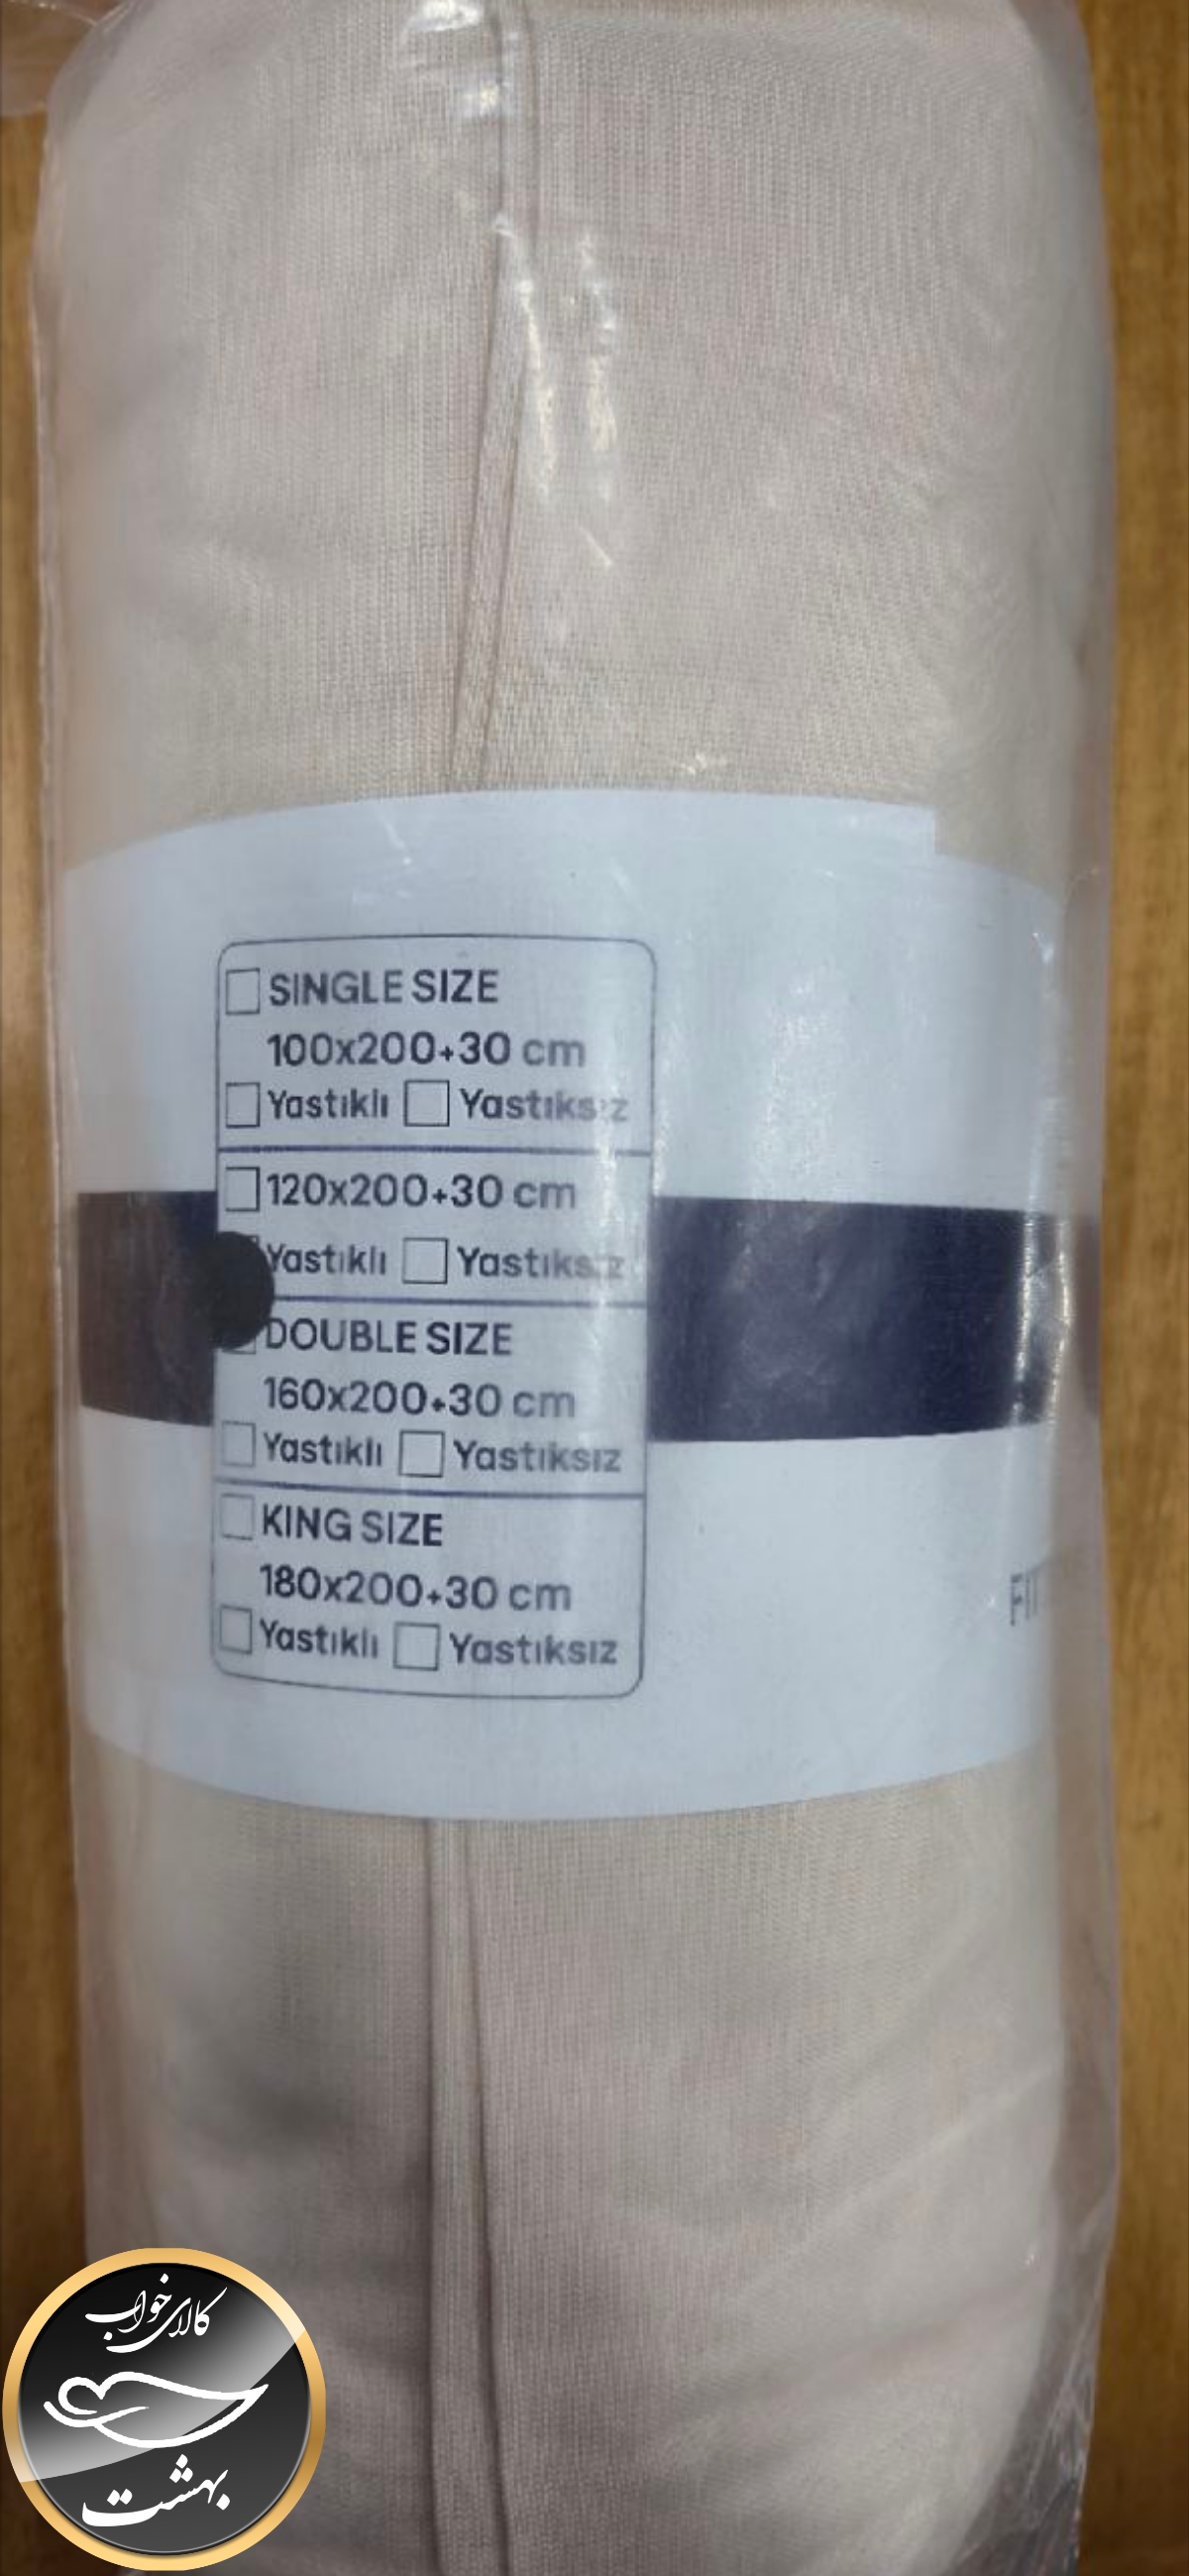 SINGLE SIZE
100x200+30 cm
Yastıklı Yastıksız
120x200+30 cm
Yastıklı Yastıksız
DOUBLE SIZE
160x200+30 cm
Yastıklı Yastıksız
KING SIZE
180x200+30 cm
Yastıklı Yastıksız
کالای خواب
بهشت